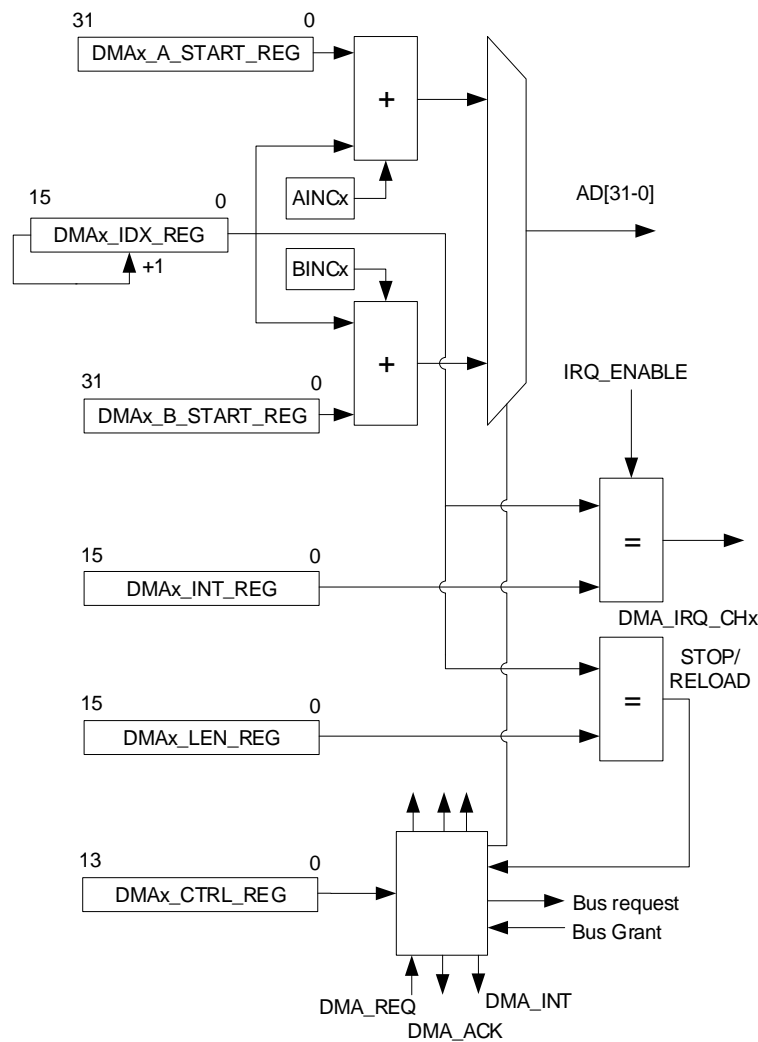 31 0
DMAx_A_START_REG
+
AINCx
15 0
DMAx_IDX_REG
+1
AD[31-0]
BINCx
+
31 0
DMAx_B_START_REG
IRQ_ENABLE
=
15 0
DMAx_INT_REG
DMA_IRQ_CHx
STOP/
RELOAD
15 0
DMAx_LEN_REG
=
13 0
DMAx_CTRL_REG
Bus request
Bus Grant
DMA_REQ
DMA_INT
DMA_ACK